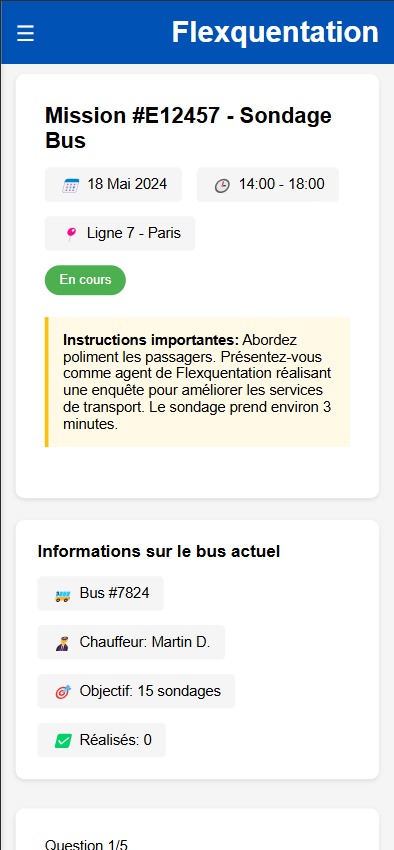 Flexquentation
Mission #E12457 - Sondage
Bus
18 Mai 2024
14:00 - 18:00
Ligne 7 - Paris
En cours
Instructions importantes: Abordez
poliment les passagers. Présentez-vous
comme agent de Flexquentation réalisant
une enquête pour améliorer les services
de transport. Le sondage prend environ 3
minutes.
Informations sur le bus actuel
Bus #7824
Chauffeur: Martin D.
Objectif: 15 sondages
Réalisés: 0
Question 1/5